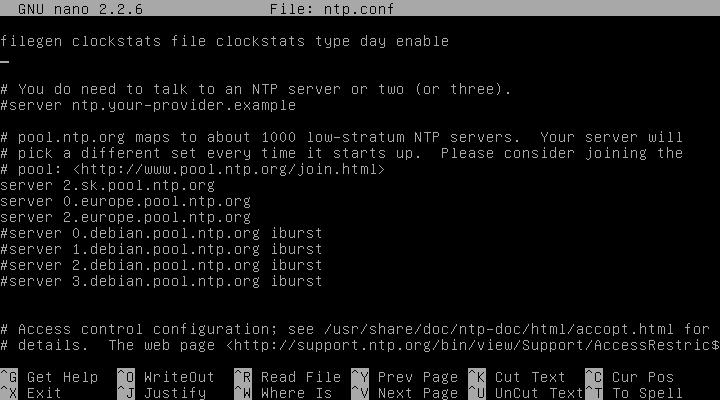 GNU nano 2.2.6 File: ntp.conf
filegen clockstats file clockstats type day enable
# You do need to talk to an NTP server or two (or three).
#server ntp.your-provider.example
# pool.ntp.org maps to about 1000 low-stratum NTP servers.  Your server will
# pick a different set every time it starts up.  Please consider joining the
# pool: <http://www.pool.ntp.org/join.html>
server 2.sk.pool.ntp.org
server 0.europe.pool.ntp.org
server 2.europe.pool.ntp.org
#server 0.debian.pool.ntp.org iburst
#server 1.debian.pool.ntp.org iburst
#server 2.debian.pool.ntp.org iburst
#server 3.debian.pool.ntp.org iburst
# Access control configuration; see /usr/share/doc/ntp-doc/html/accopt.html for
# details.  The web page <http://support.ntp.org/bin/view/Support/AccessRestric$
^G Get Help ^O WriteOut ^R Read File ^Y Prev Page ^K Cut Text ^C Cur Pos
^X Exit ^J Justify ^W Where Is ^V Next Page ^U UnCut Text ^T To Spell